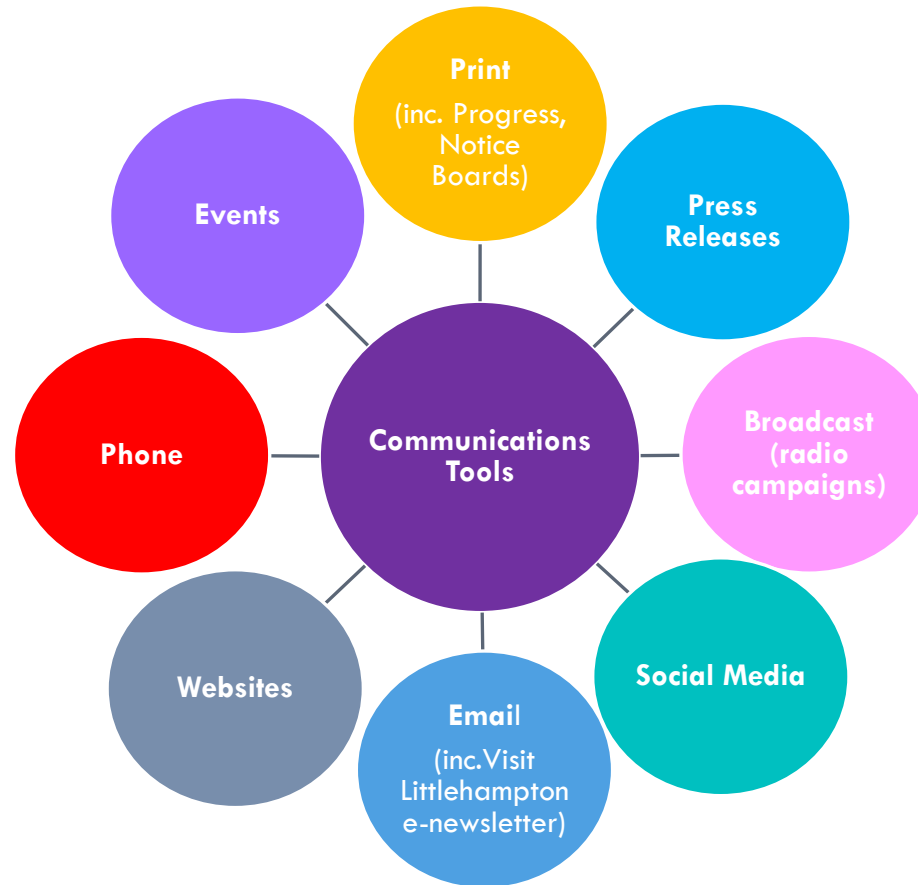 Print
(inc. Progress,
Notice
Boards)
Press
Releases
Broadcast
(radio
campaigns)
Social Media
Email
(inc.Visit
Littlehampton
e-newsletter)
Websites
Phone
Events
Communications
Tools